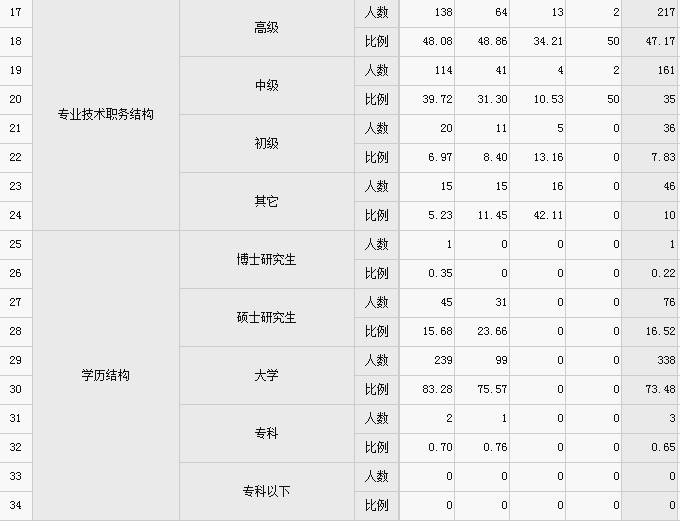 17 高级 人数 138 64 13 2 217
18 比例 48.08 48.86 34.21 50 47.17
19 中级 人数 114 41 4 2 161
20 比例 39.72 31.30 10.53 50 35
专业技术职务结构
21 初级 人数 20 11 5 0 36
22 比例 6.97 8.40 13.16 0 7.83
23 其它 人数 15 15 16 0 46
24 比例 5.23 11.45 42.11 0 10
25 博士研究生 人数 1 0 0 0 1
26 比例 0.35 0 0 0 0.22
27 硕士研究生 人数 45 31 0 0 76
28 比例 15.68 23.66 0 0 16.52
29 大学 人数 239 99 0 0 338
学历结构
30 比例 83.28 75.57 0 0 73.48
31 专科 人数 2 1 0 0 3
32 比例 0.70 0.76 0 0 0.65
33 专科以下 人数 0 0 0 0 0
34 比例 0 0 0 0 0